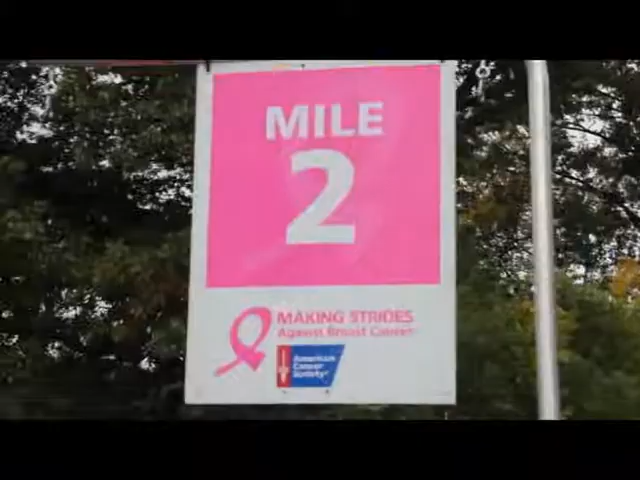 MILE
2
MAKING STRIDES
Against Breast Cancer
American
Cancer
Society®